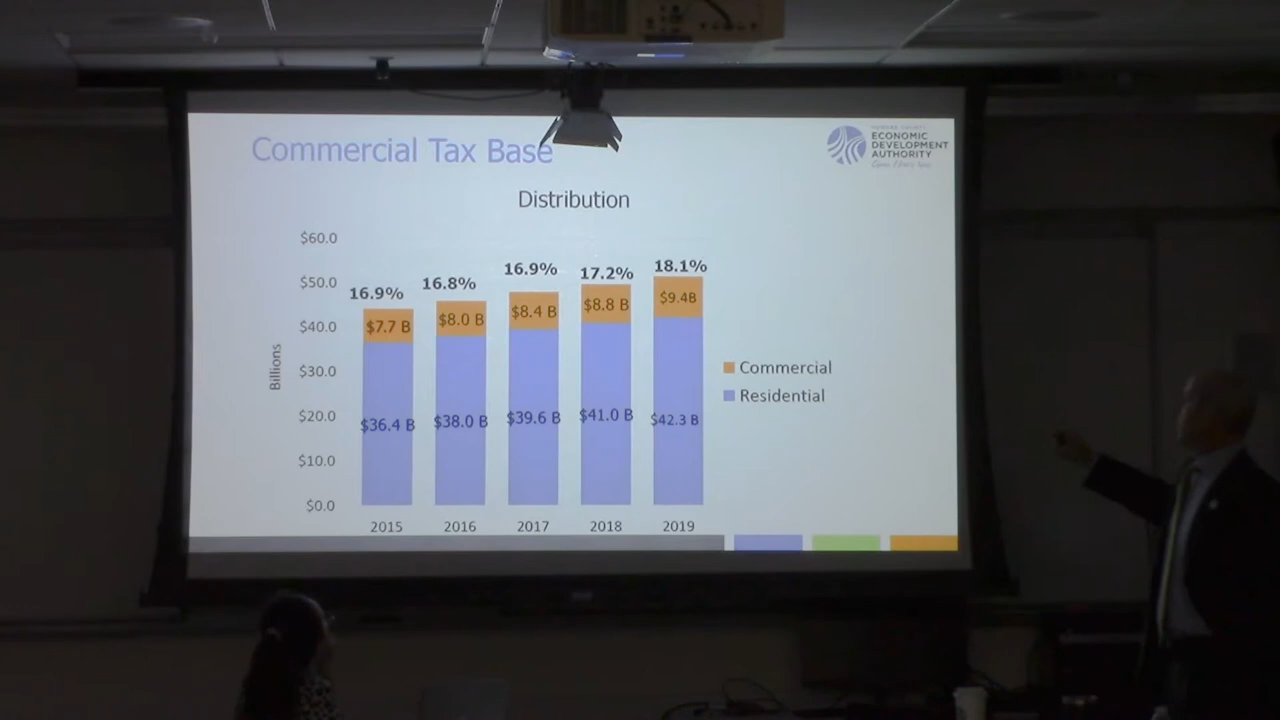 Commercial Tax Base
HOWARD COUNTY
ECONOMIC
DEVELOPMENT
AUTHORITY
Distribution
$60.0
$50.0
$40.0
$30.0
$20.0
$10.0
$0.0
Billions
16.9%
16.8%
16.9%
17.2%
18.1%
$7.7 B
$8.0 B
$8.4 B
$8.8 B
$9.4B
$36.4 B
$38.0 B
$39.6 B
$41.0 B
$42.3 B
Commercial
Residential
2015
2016
2017
2018
2019